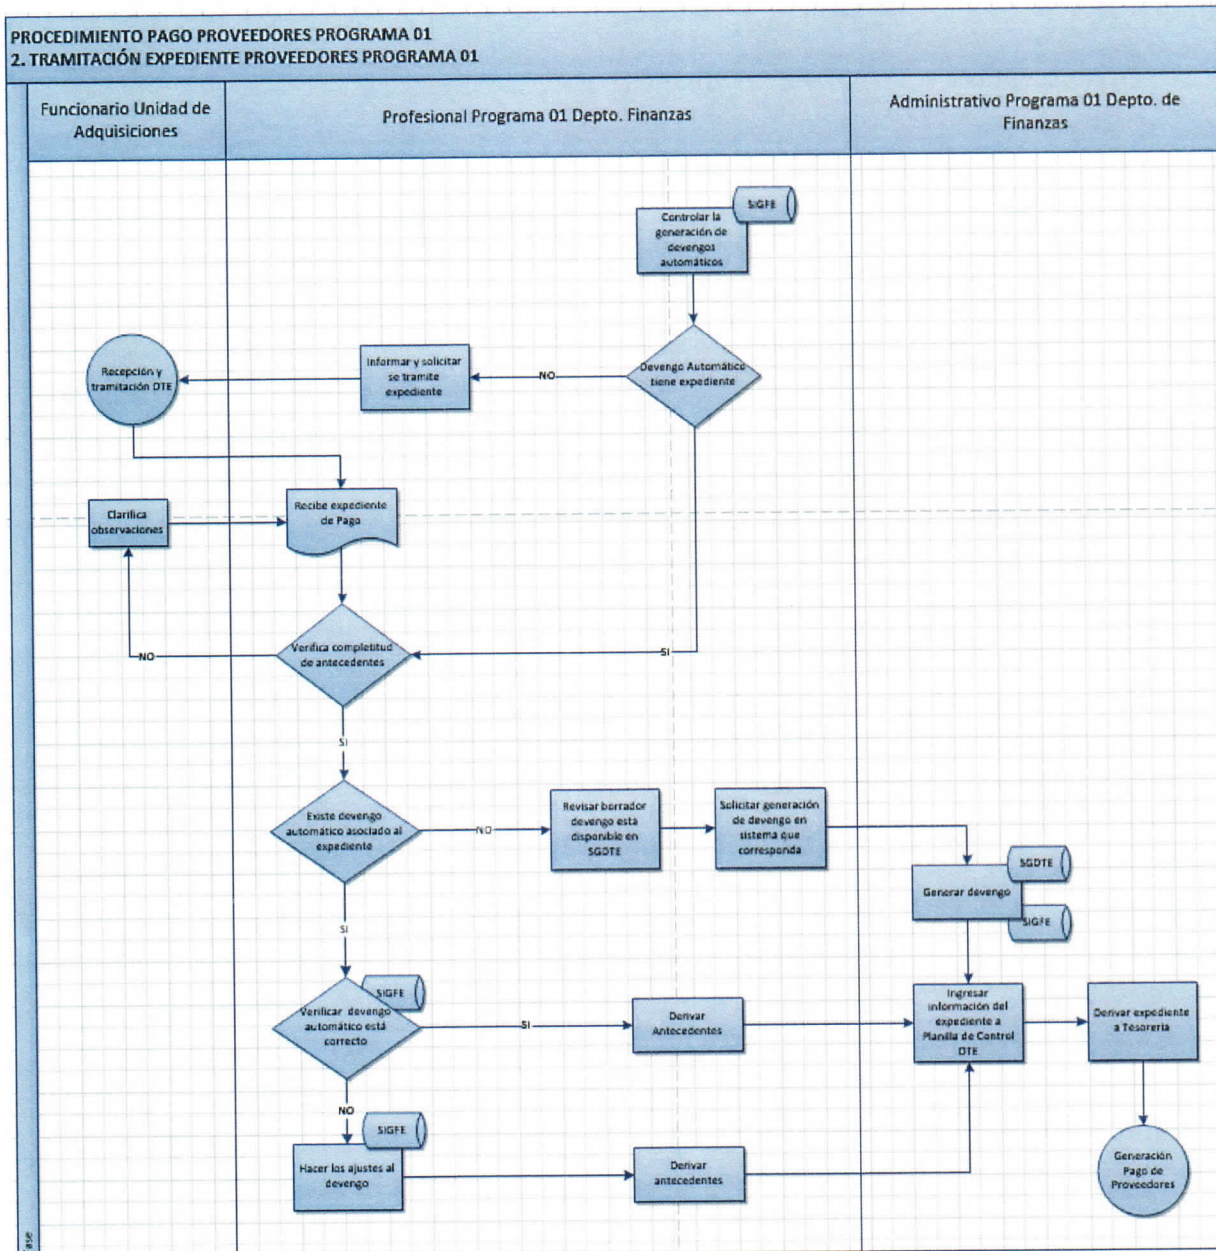 PROCEDIMIENTO PAGO PROVEEDORES PROGRAMA 01
2. TRAMITACIÓN EXPEDIENTE PROVEEDORES PROGRAMA 01
Funcionario Unidad de
Adquisiciones
Profesional Programa 01 Depto. Finanzas
Administrativo Programa 01 Depto. de
Finanzas
SIGFE
Controlar la
generación de
devengos
automáticos
Recepción y
tramitación DTE
Informar y solicitar
se tramite
expediente
NO
Devengo Automático
tiene expediente
Clarifica
observaciones
Recibe expediente
de Pago
NO
Verifica completitud
de antecedentes
SI
SI
Existe devengo
automático asociado al
expediente
NO
Revisar borrador
devengo está
disponible en
SGDTE
Solicitar generación
de devengo en
sistema que
corresponda
SGDTE
Generar devengo
SIGFE
SI
SIGFE
Verificar devengo
automático está
correcto
SI
Derivar
Antecedentes
Ingresar
información del
expediente a
Planilla de Control
DTE
Derivar expediente
a Tesorería
NO
SIGFE
Hacer los ajustes al
devengo
Derivar
antecedentes
Generación
Pago de
Proveedores
ase